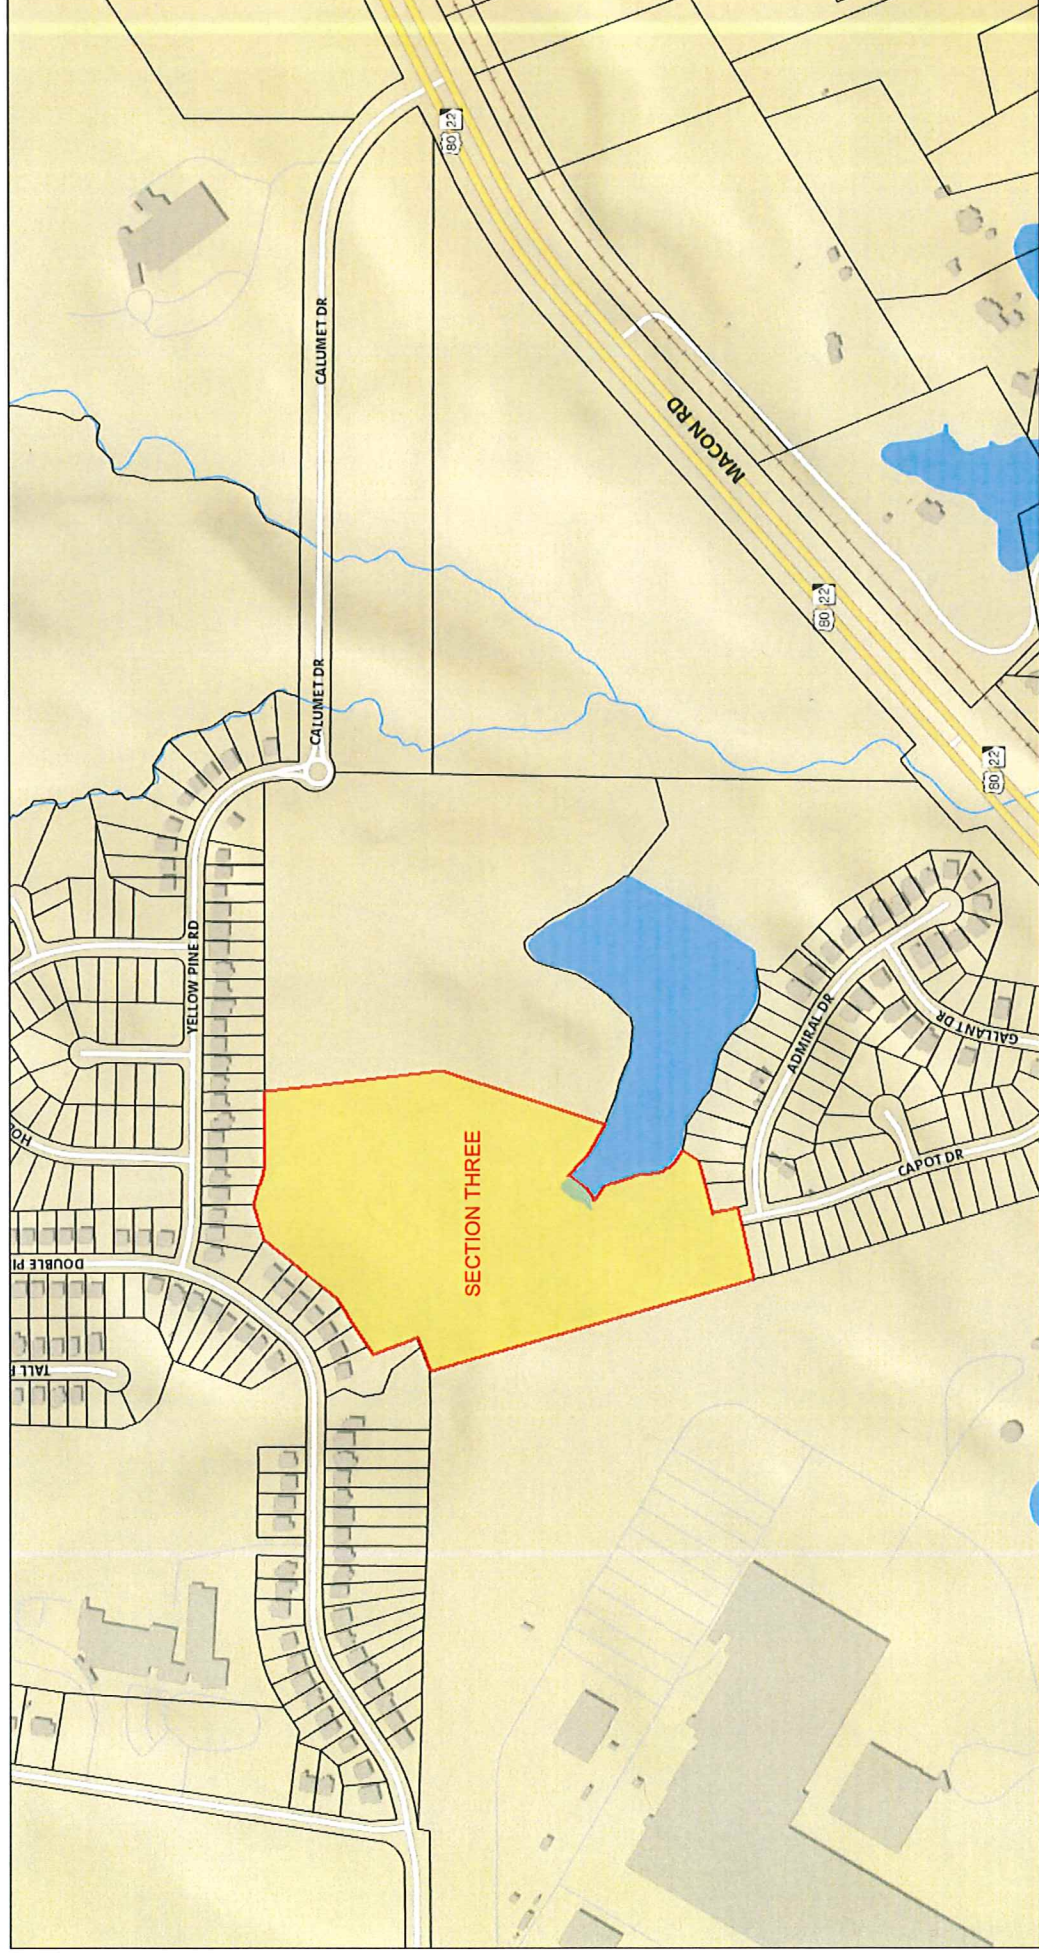 80 22
CALUMET DR
MACON RD
80 22
CALUMET DR
80 22
YELLOW PINE RD
ADMIRAL DR
GALLANT DR
HO
CAPOT DR
SECTION THREE
DOUBLE PI
TALL